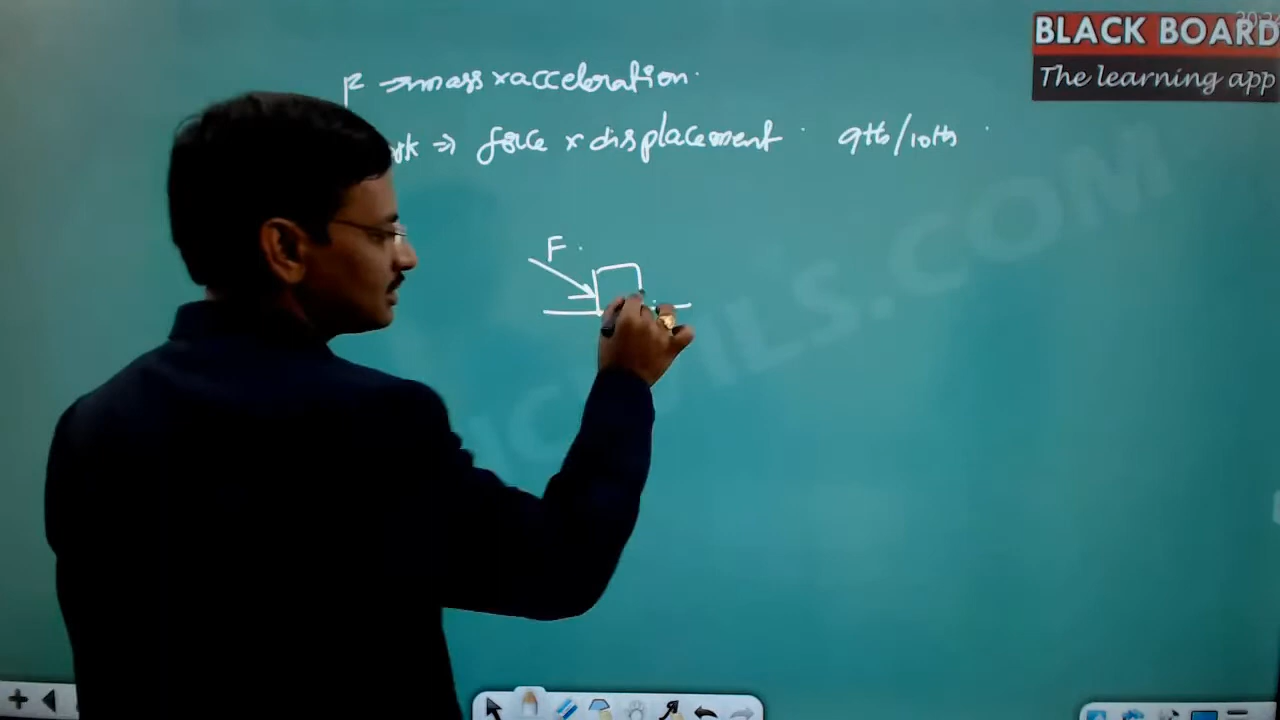 BLACK BOARD
The learning app
F → mass x acceleration.
⇒ force x displacement. 9th/10th.
F.